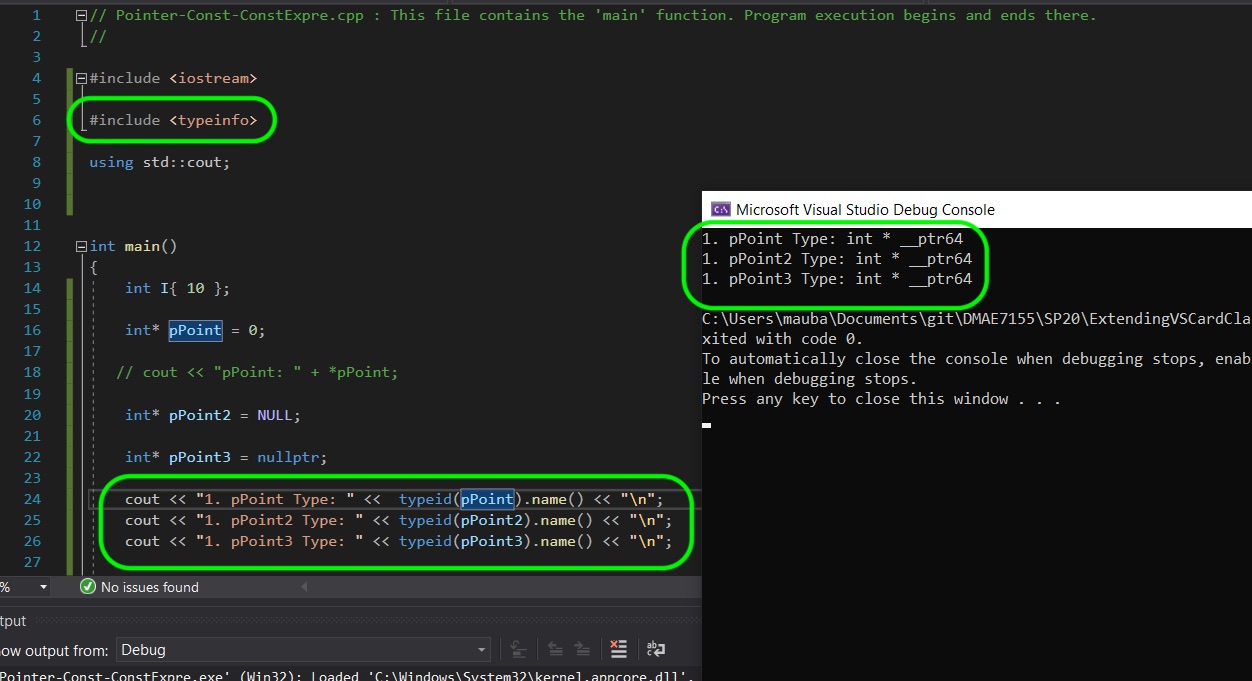 1 // Pointer-Const-ConstExpre.cpp : This file contains the 'main' function. Program execution begins and ends there.
2 //
3
4 #include <iostream>
5
6 #include <typeinfo>
7
8 using std::cout;
9
10
11
12 int main()
13 {
14 int I{ 10 };
15
16 int* pPoint = 0;
17
18 // cout << "pPoint: " + *pPoint;
19
20 int* pPoint2 = NULL;
21
22 int* pPoint3 = nullptr;
23
24 cout << "1. pPoint Type: " << typeid(pPoint).name() << "\n";
25 cout << "1. pPoint2 Type: " << typeid(pPoint2).name() << "\n";
26 cout << "1. pPoint3 Type: " << typeid(pPoint3).name() << "\n";
27
% No issues found
tput
ow output from: Debug
Pointer-Const-ConstExpre.exe' (Win32): Loaded 'C:\Windows\System32\kernel.appcore.dll'.
Microsoft Visual Studio Debug Console
1. pPoint Type: int * __ptr64
1. pPoint2 Type: int * __ptr64
1. pPoint3 Type: int * __ptr64
C:\Users\mauba\Documents\git\DMAE7155\SP20\ExtendingVSCardCla
xited with code 0.
To automatically close the console when debugging stops, enab
le when debugging stops.
Press any key to close this window . . .